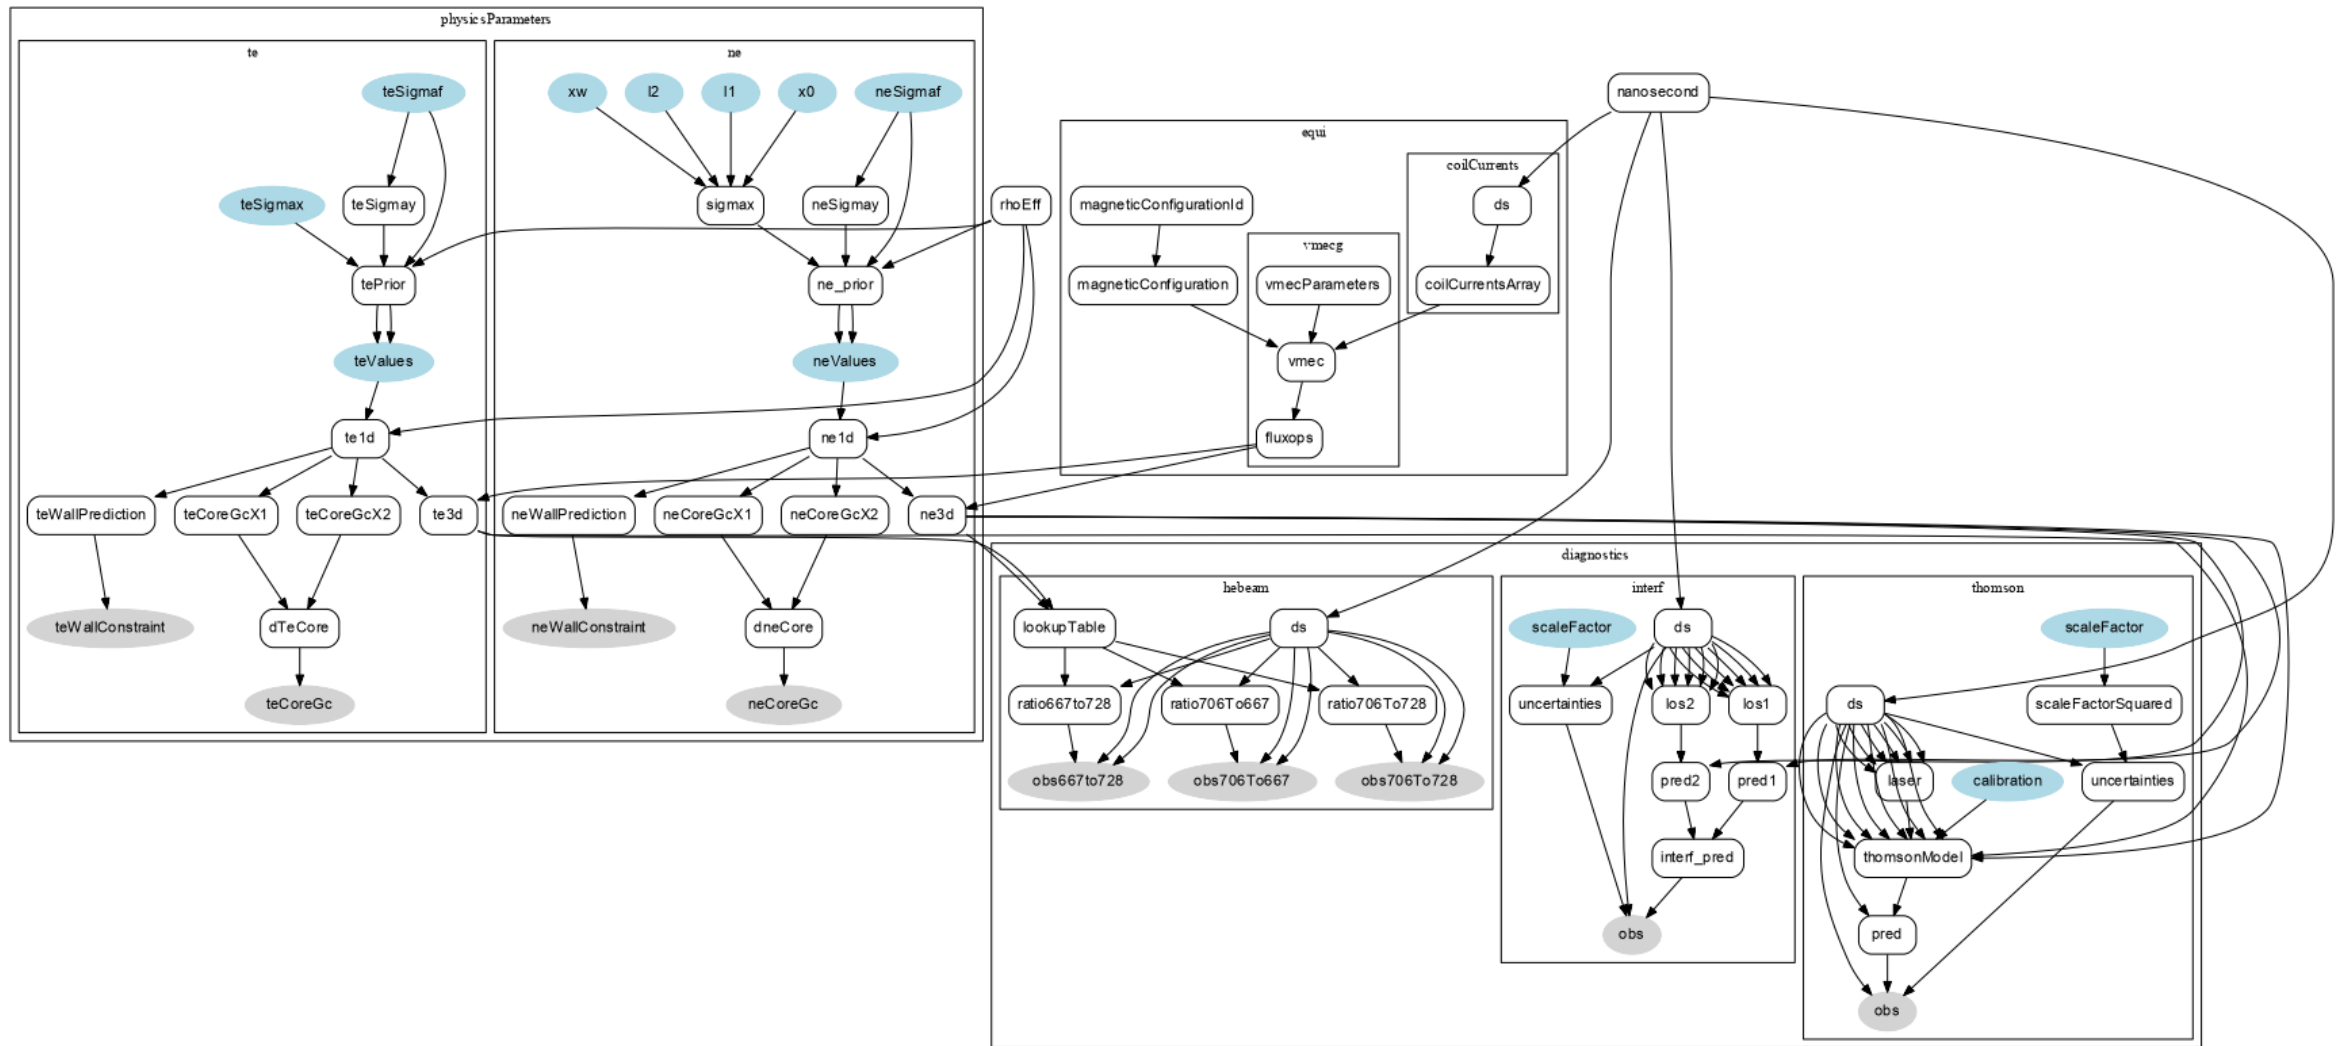 physicsParameters
te
ne
teSigmaf
xw
l2
l1
x0
neSigmaf
nanosecond
equi
coilCurrents
teSigmax
teSigmay
sigmax
neSigmay
rhoEff
magneticConfigurationId
ds
vmecg
tePrior
ne_prior
magneticConfiguration
vmecParameters
coilCurrentsArray
teValues
neValues
vmec
te1d
ne1d
fluxops
teWallPrediction
teCoreGcX1
teCoreGcX2
te3d
neWallPrediction
neCoreGcX1
neCoreGcX2
ne3d
diagnostics
hebeam
interf
thomson
teWallConstraint
dTeCore
neWallConstraint
dneCore
lookupTable
ds
scaleFactor
ds
scaleFactor
teCoreGc
neCoreGc
ratio667to728
ratio706To667
ratio706To728
uncertainties
los2
los1
ds
scaleFactorSquared
obs667to728
obs706To667
obs706To728
pred2
pred1
laser
calibration
uncertainties
interf_pred
thomsonModel
obs
pred
obs